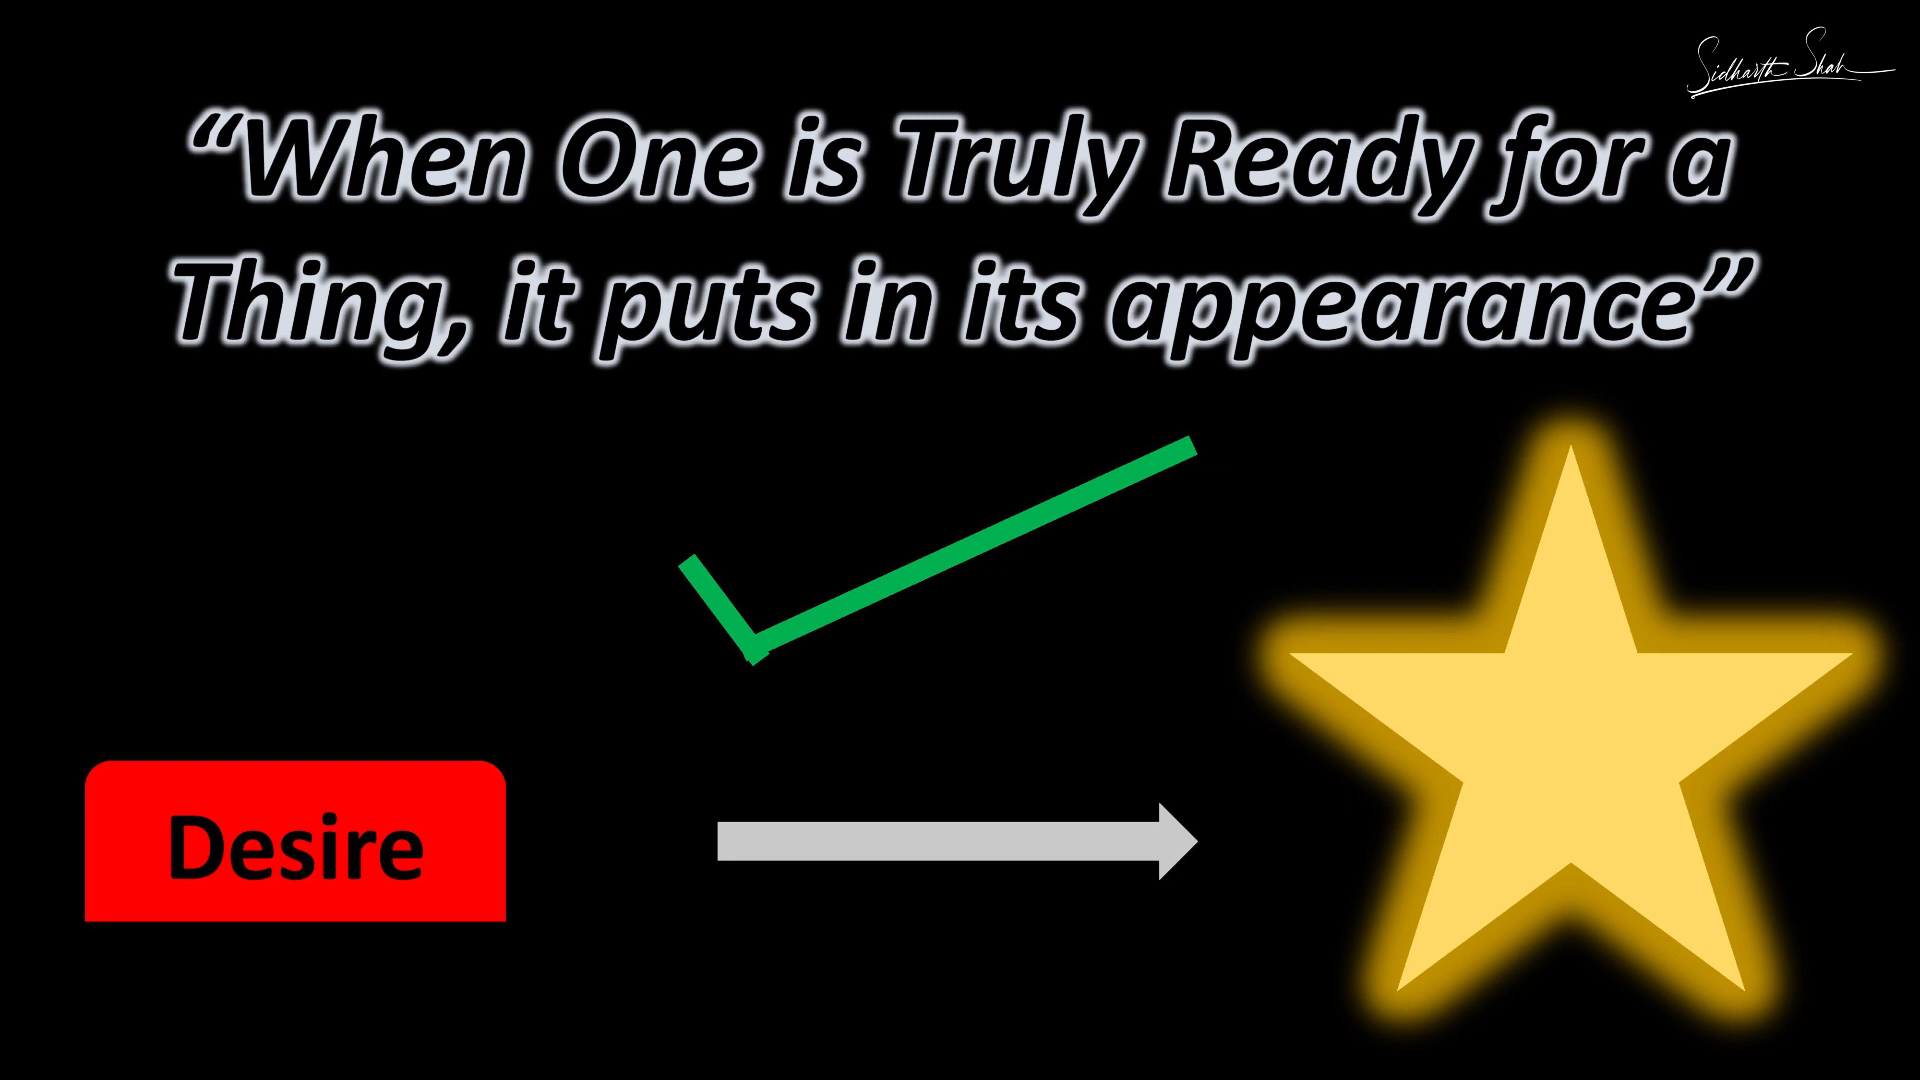 Sidharth Shah
“When One is Truly Ready for a
Thing, it puts in its appearance”
Desire